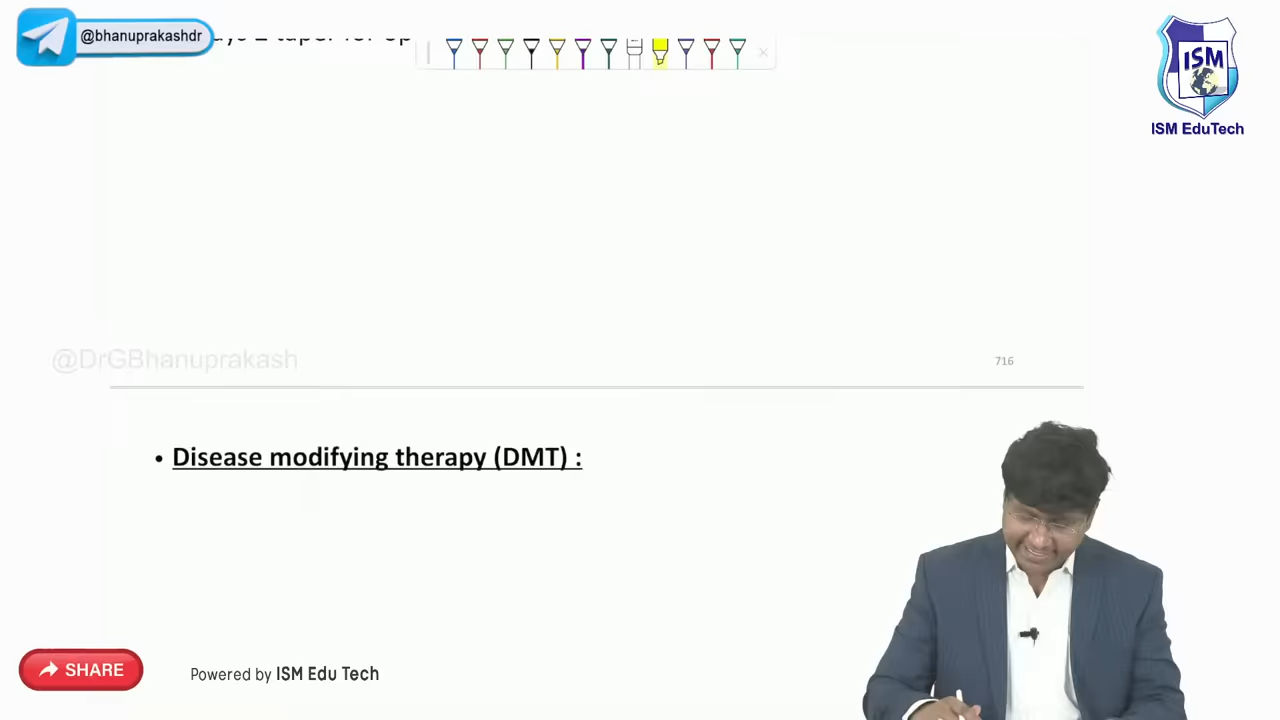 @bhanuprakashdr
ISM
ISM EduTech
@DrGBhanuprakash
716
• Disease modifying therapy (DMT) :
SHARE
Powered by ISM Edu Tech